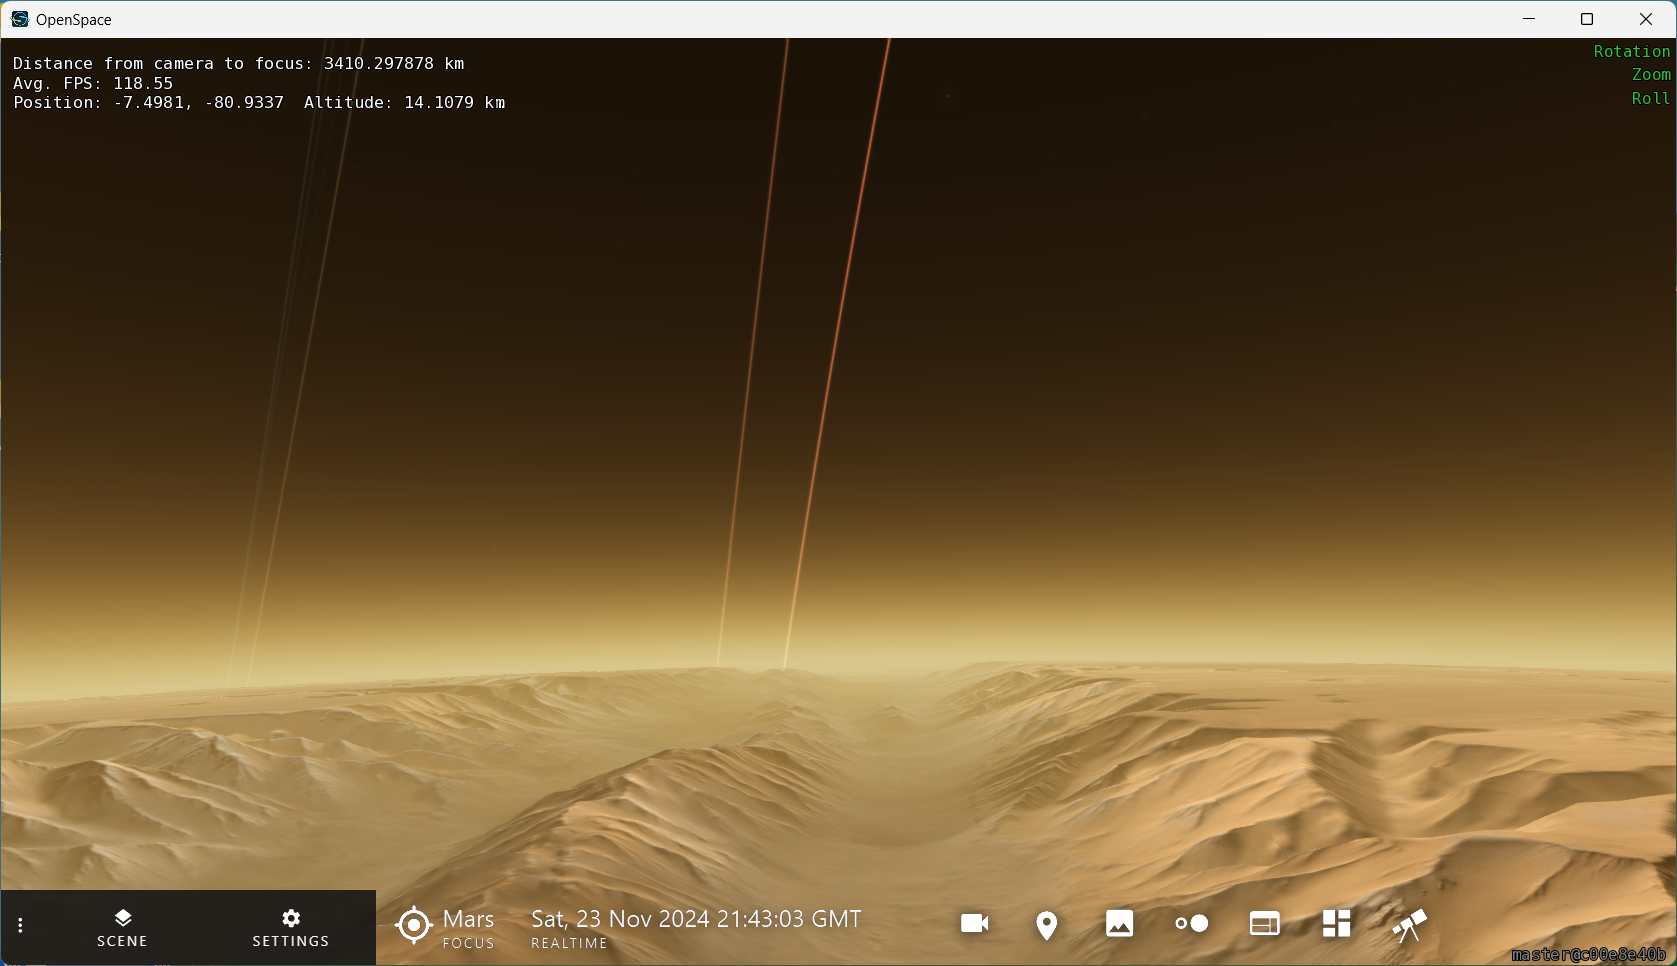 OpenSpace
Distance from camera to focus: 3410.297878 km
Avg. FPS: 118.55
Position: -7.4981, -80.9337  Altitude: 14.1079 km
Rotation
Zoom
Roll
SCENE
SETTINGS
Mars
FOCUS
Sat, 23 Nov 2024 21:43:03 GMT
REALTIME
master@c00e8e40b